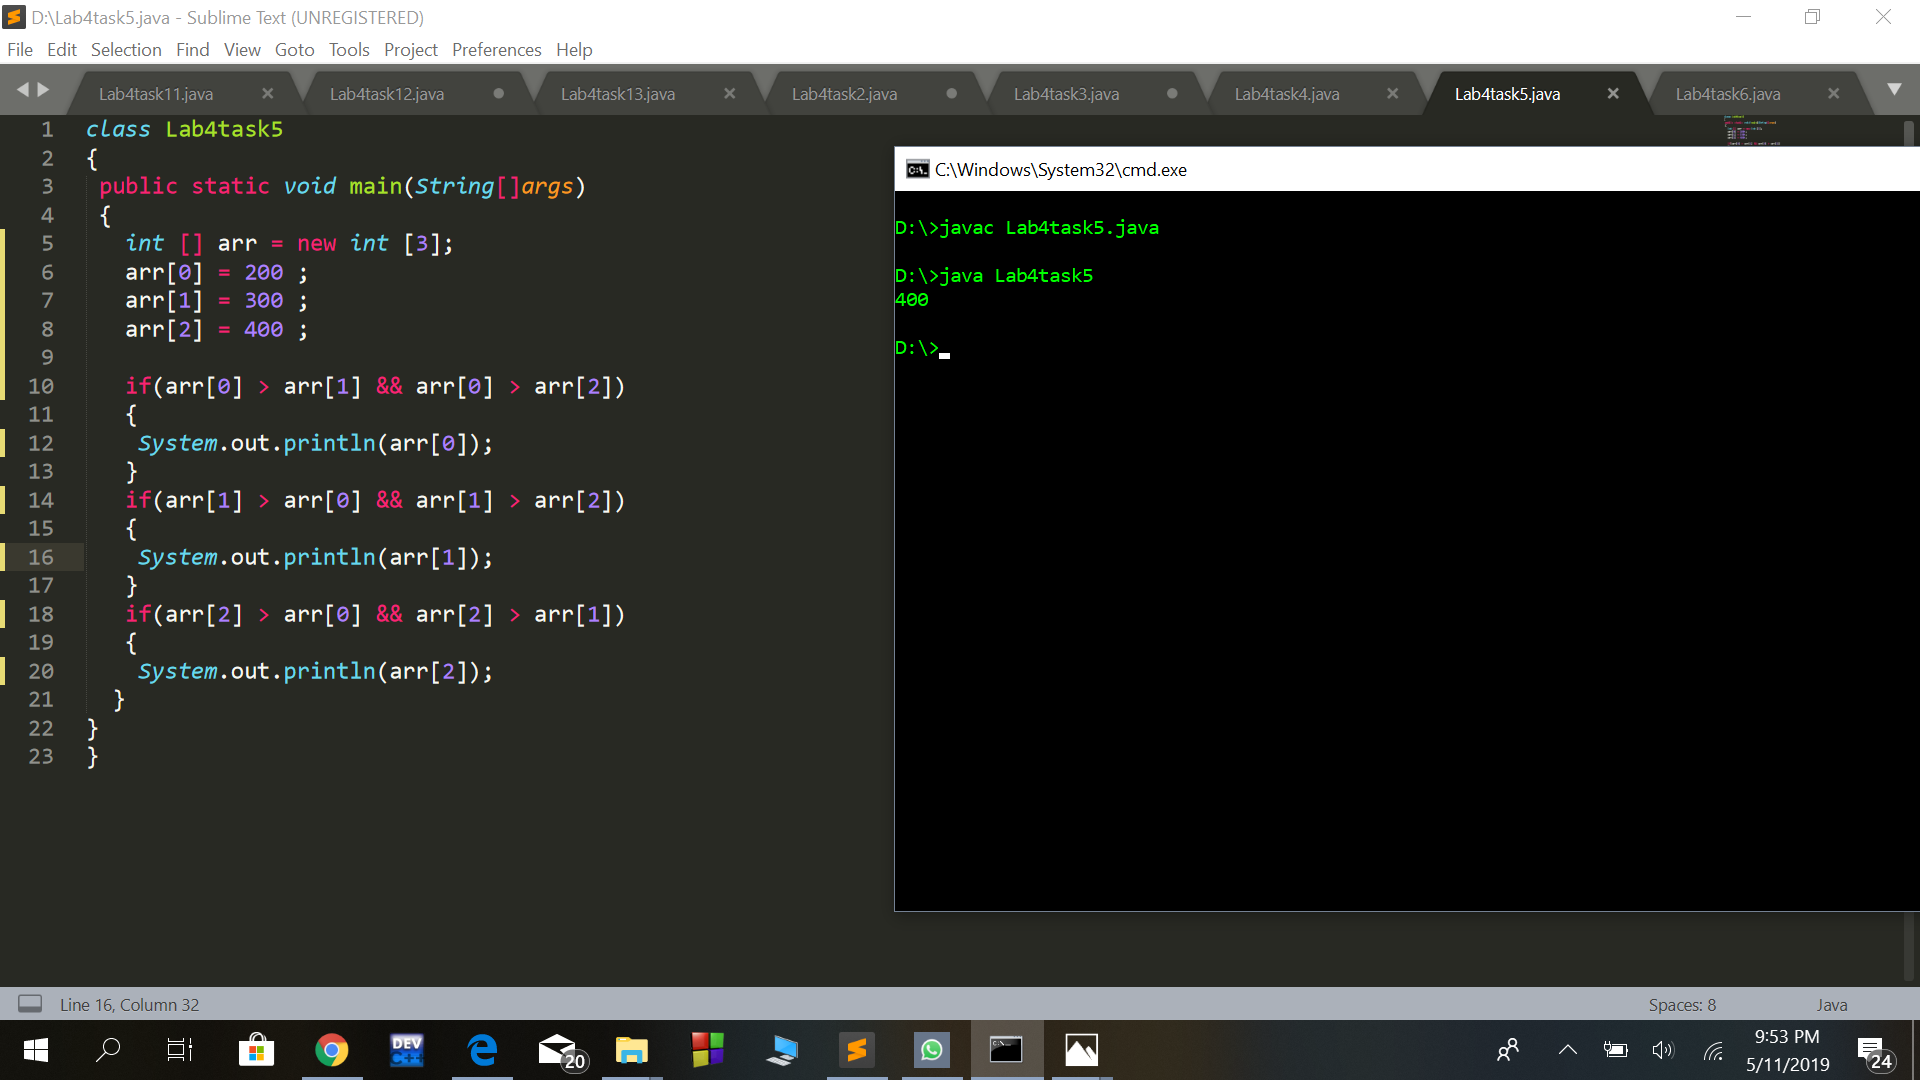 D:\Lab4task5.java - Sublime Text (UNREGISTERED)
File Edit Selection Find View Goto Tools Project Preferences Help
Lab4task11.java Lab4task12.java Lab4task13.java Lab4task2.java Lab4task3.java Lab4task4.java Lab4task5.java Lab4task6.java
1 class Lab4task5
2 {
3 public static void main(String[]args)
4 {
5 int [] arr = new int [3];
6 arr[0] = 200 ;
7 arr[1] = 300 ;
8 arr[2] = 400 ;
9
10 if(arr[0] > arr[1] && arr[0] > arr[2])
11 {
12 System.out.println(arr[0]);
13 }
14 if(arr[1] > arr[0] && arr[1] > arr[2])
15 {
16 System.out.println(arr[1]);
17 }
18 if(arr[2] > arr[0] && arr[2] > arr[1])
19 {
20 System.out.println(arr[2]);
21 }
22 }
23 }
C:\Windows\System32\cmd.exe
D:\>javac Lab4task5.java
D:\>java Lab4task5
400
D:\>
Line 16, Column 32
Spaces: 8
Java
DEV
C++
20
9:53 PM
5/11/2019
24